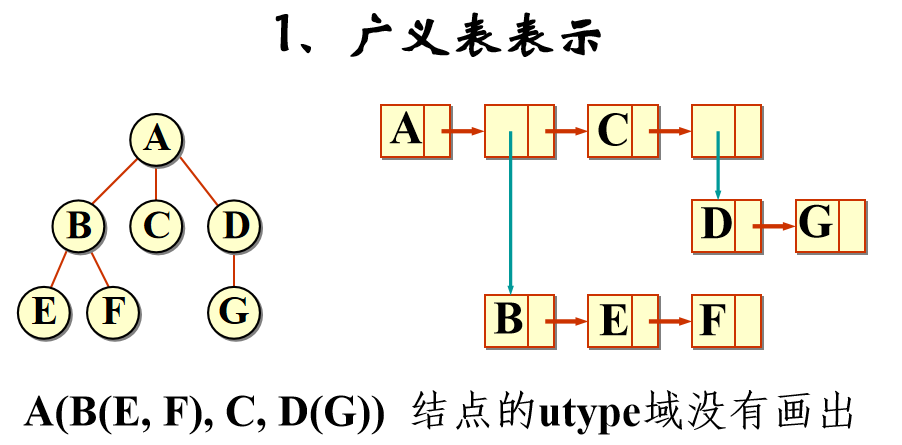 1、广义表表示
A
B C D
E F G
A C
D G
B E F
A(B(E, F), C, D(G)) 结点的utype域没有画出